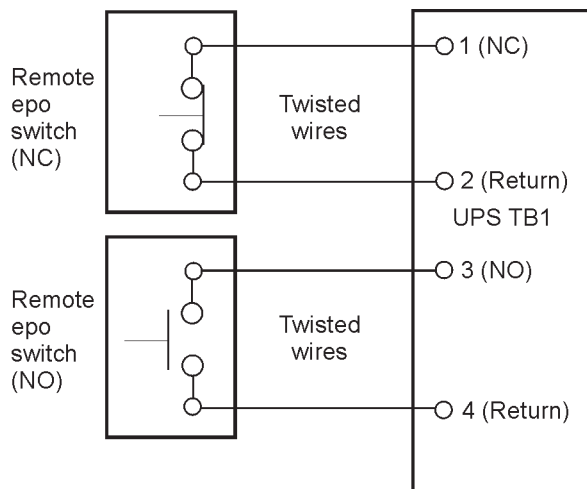 Remote
epo
switch
(NC)
Twisted
wires
1 (NC)
2 (Return)
UPS TB1
Remote
epo
switch
(NO)
Twisted
wires
3 (NO)
4 (Return)